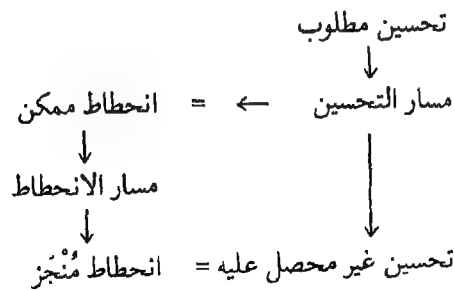 تحسين مطلوب
↓
مسار التحسين ← = انحطاط ممكن
↓ ↓
مسار الانحطاط
↓
تحسين غير محصل عليه = انحطاط مُنْجَز